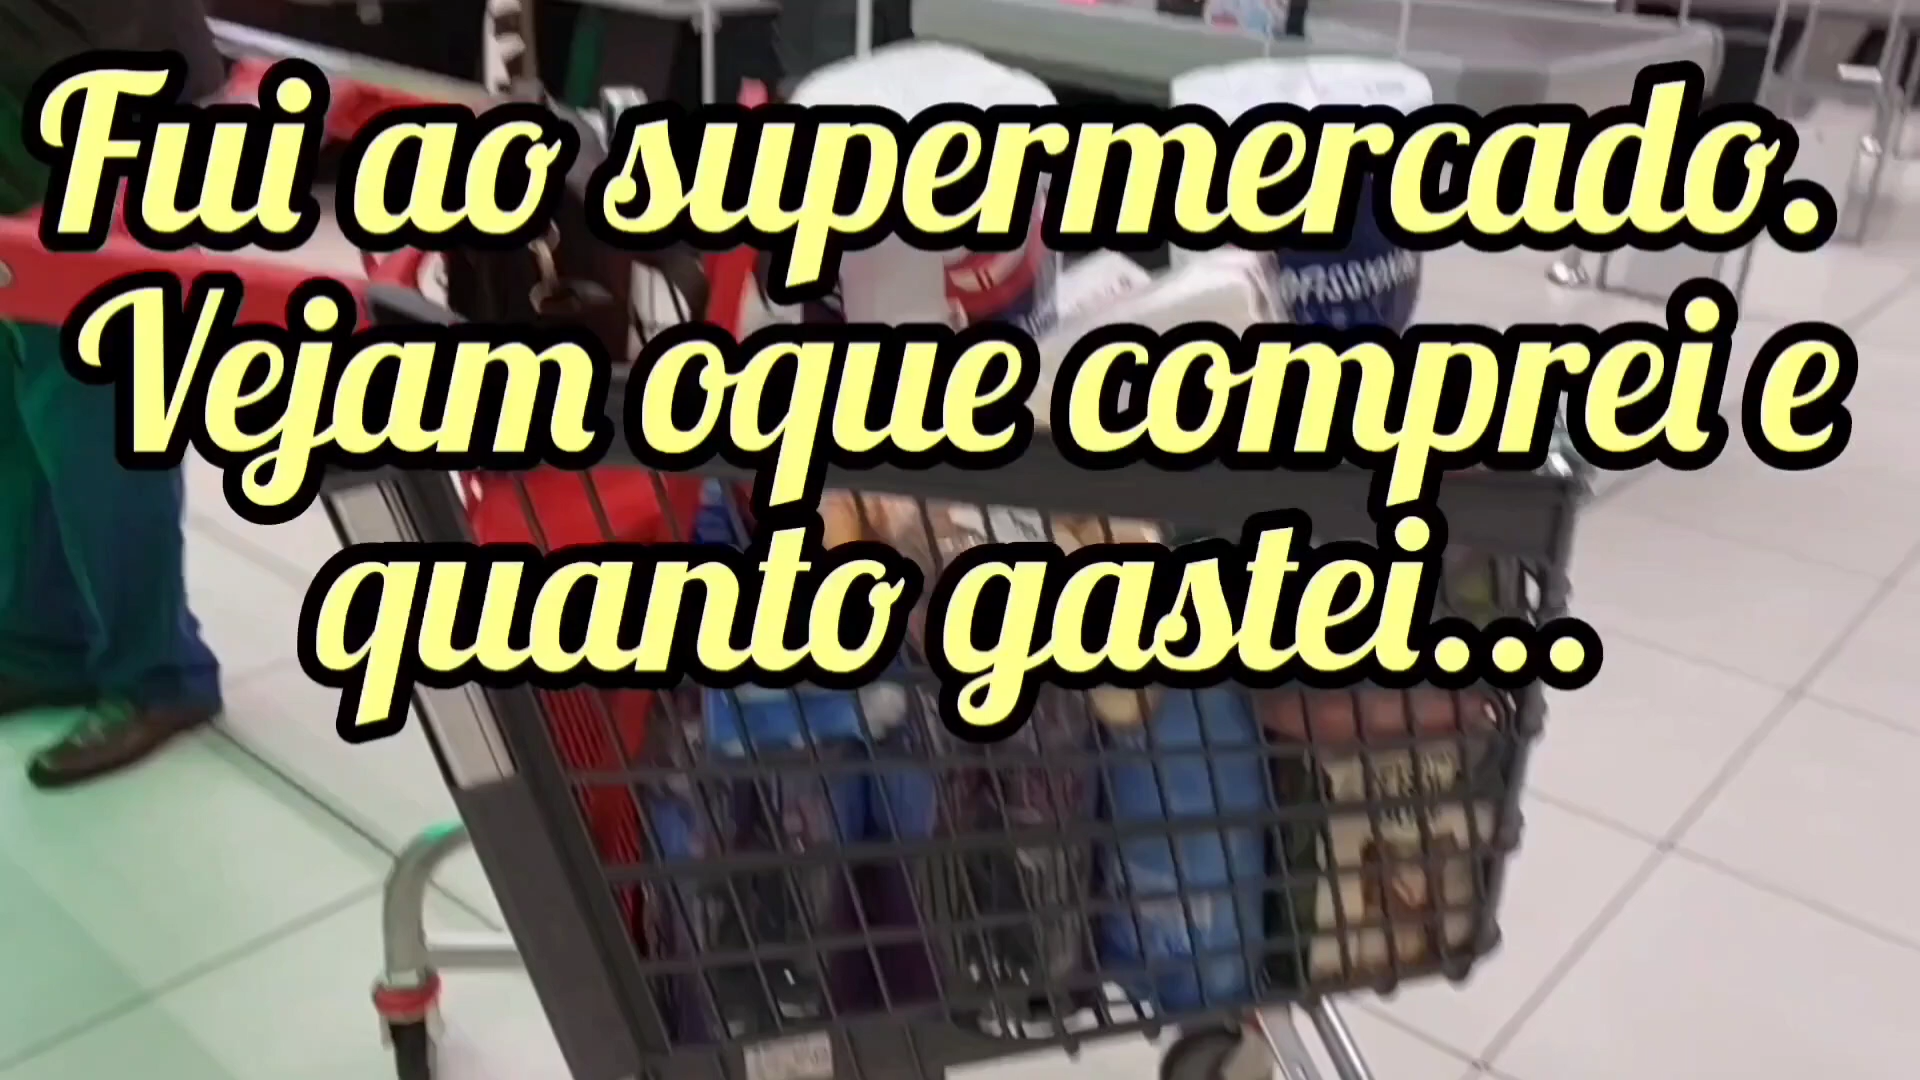 Fui ao supermercado.
Vejam oque comprei e
quanto gastei...